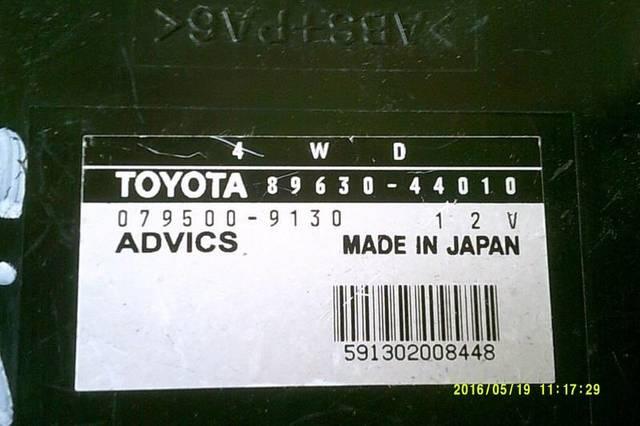 >ABS+PA6<
4 W D
TOYOTA 89630-44010
079500-9130 12V
ADVICS MADE IN JAPAN
591302008448
2016/05/19 11:17:29